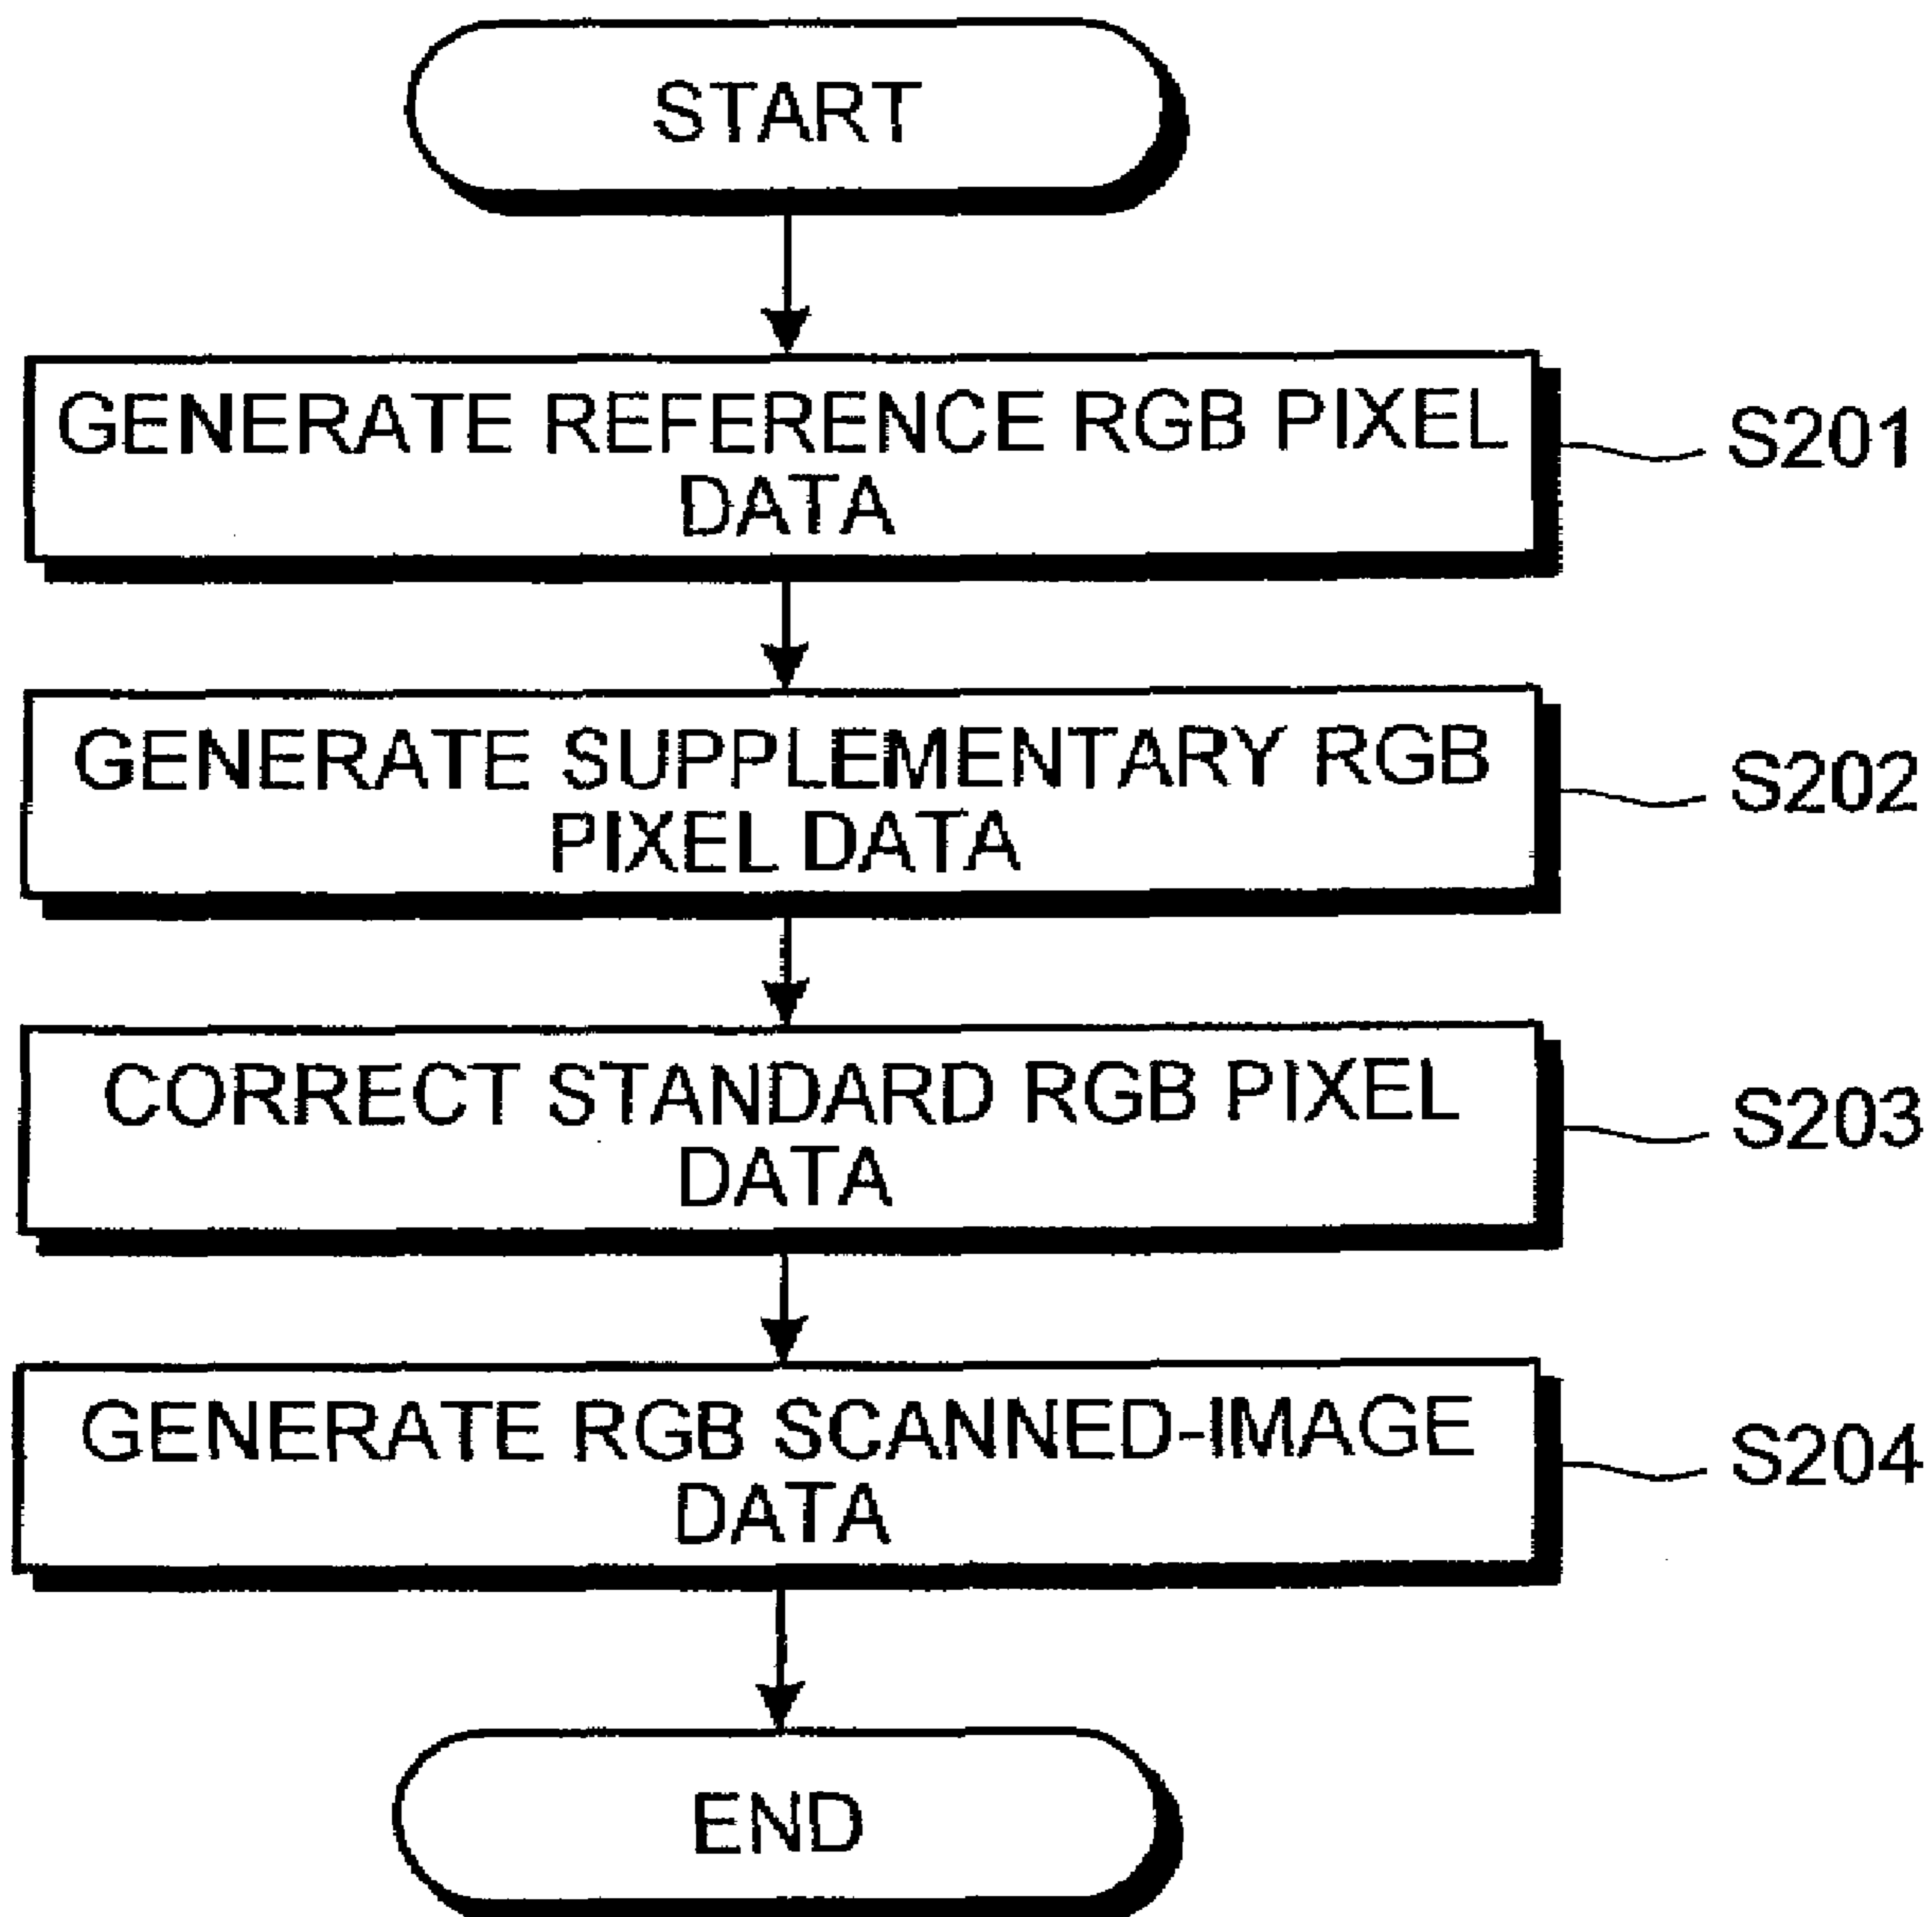 START
GENERATE REFERENCE RGB PIXEL
DATA
S201
GENERATE SUPPLEMENTARY RGB
PIXEL DATA
S202
CORRECT STANDARD RGB PIXEL
DATA
S203
GENERATE RGB SCANNED-IMAGE
DATA
S204
END